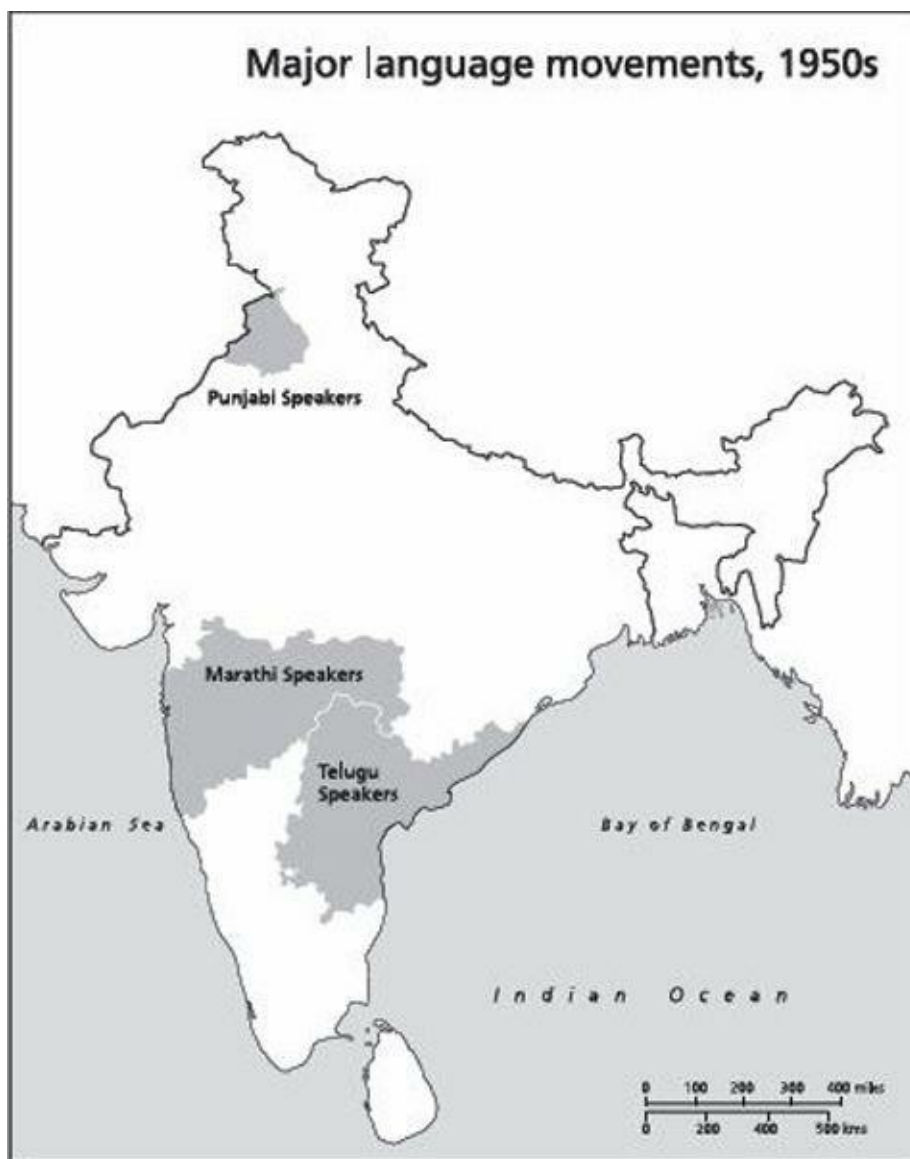 Major language movements, 1950s
Punjabi Speakers
Marathi Speakers
Telugu
Speakers
Arabian Sea
Bay of Bengal
Indian Ocean
0 100 200 300 400 miles
0 200 400 500 kms